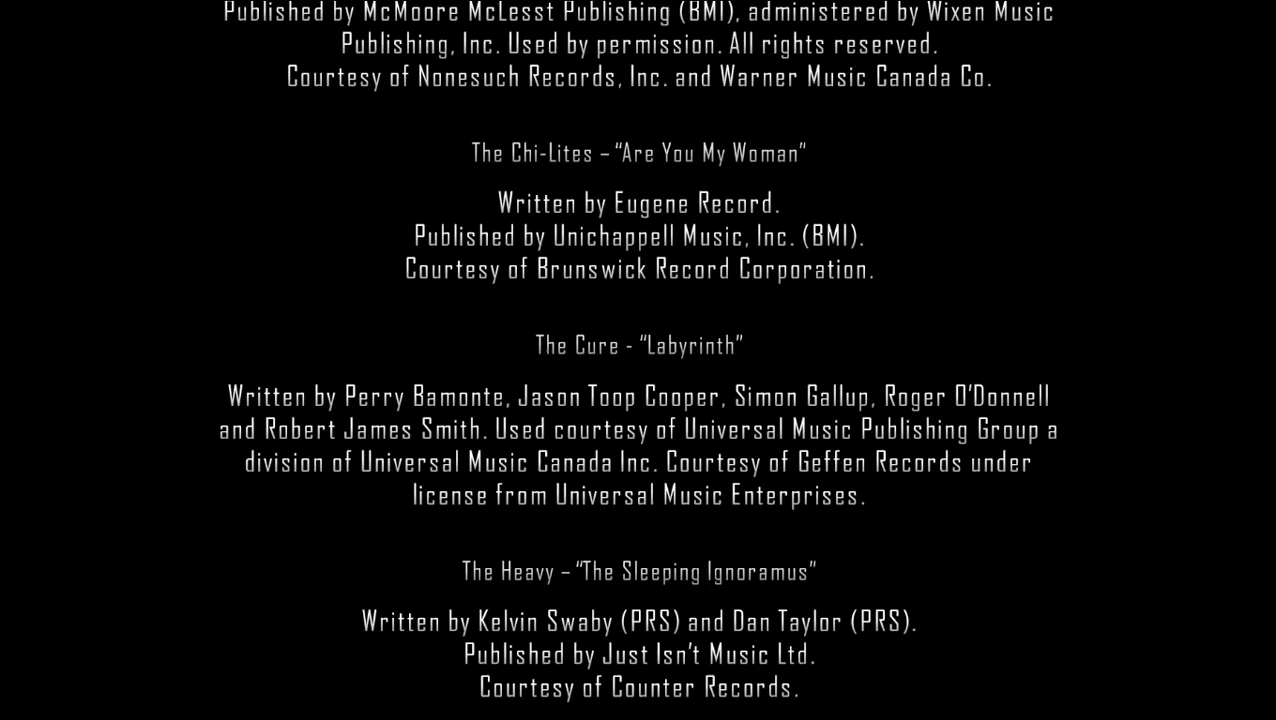 Published by McMoore McLesst Publishing (BMI), administered by Wixen Music
Publishing, Inc. Used by permission. All rights reserved.
Courtesy of Nonesuch Records, Inc. and Warner Music Canada Co.
The Chi-Lites – “Are You My Woman”
Written by Eugene Record.
Published by Unichappell Music, Inc. (BMI).
Courtesy of Brunswick Record Corporation.
The Cure - “Labyrinth”
Written by Perry Bamonte, Jason Toop Cooper, Simon Gallup, Roger O’Donnell
and Robert James Smith. Used courtesy of Universal Music Publishing Group a
division of Universal Music Canada Inc. Courtesy of Geffen Records under
license from Universal Music Enterprises.
The Heavy – “The Sleeping Ignoramus”
Written by Kelvin Swaby (PRS) and Dan Taylor (PRS).
Published by Just Isn’t Music Ltd.
Courtesy of Counter Records.